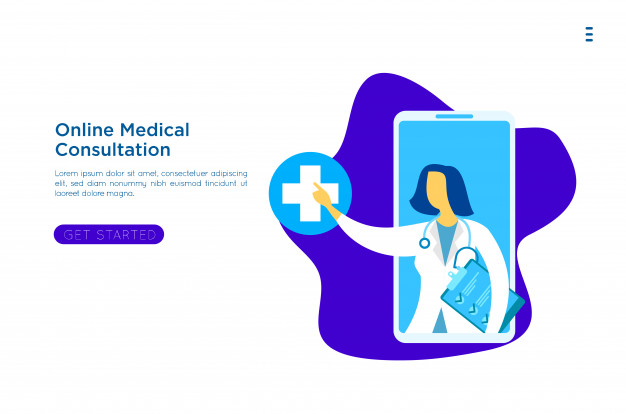 Online Medical
Consultation
Lorem ipsum dolor sit amet, consectetuer adipiscing
elit, sed diam nonummy nibh euismod tincidunt ut
laoreet dolore magna.
GET STARTED